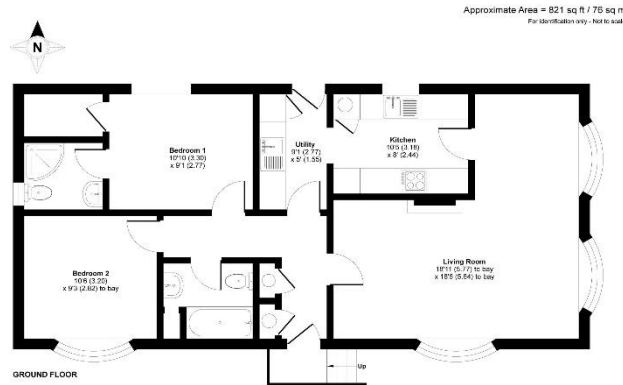 Approximate Area = 821 sq ft / 76 sq m
For identification only - Not to scale
N
Bedroom 1
10'10 (3.30)
x 9'1 (2.77)
Utility
9'1 (2.77)
x 5' (1.55)
Kitchen
10'5 (3.18)
x 8' (2.44)
Bedroom 2
10'6 (3.20)
x 9'3 (2.82) to bay
Living Room
18'11 (5.77) to bay
x 18'6 (5.64) to bay
Up
GROUND FLOOR